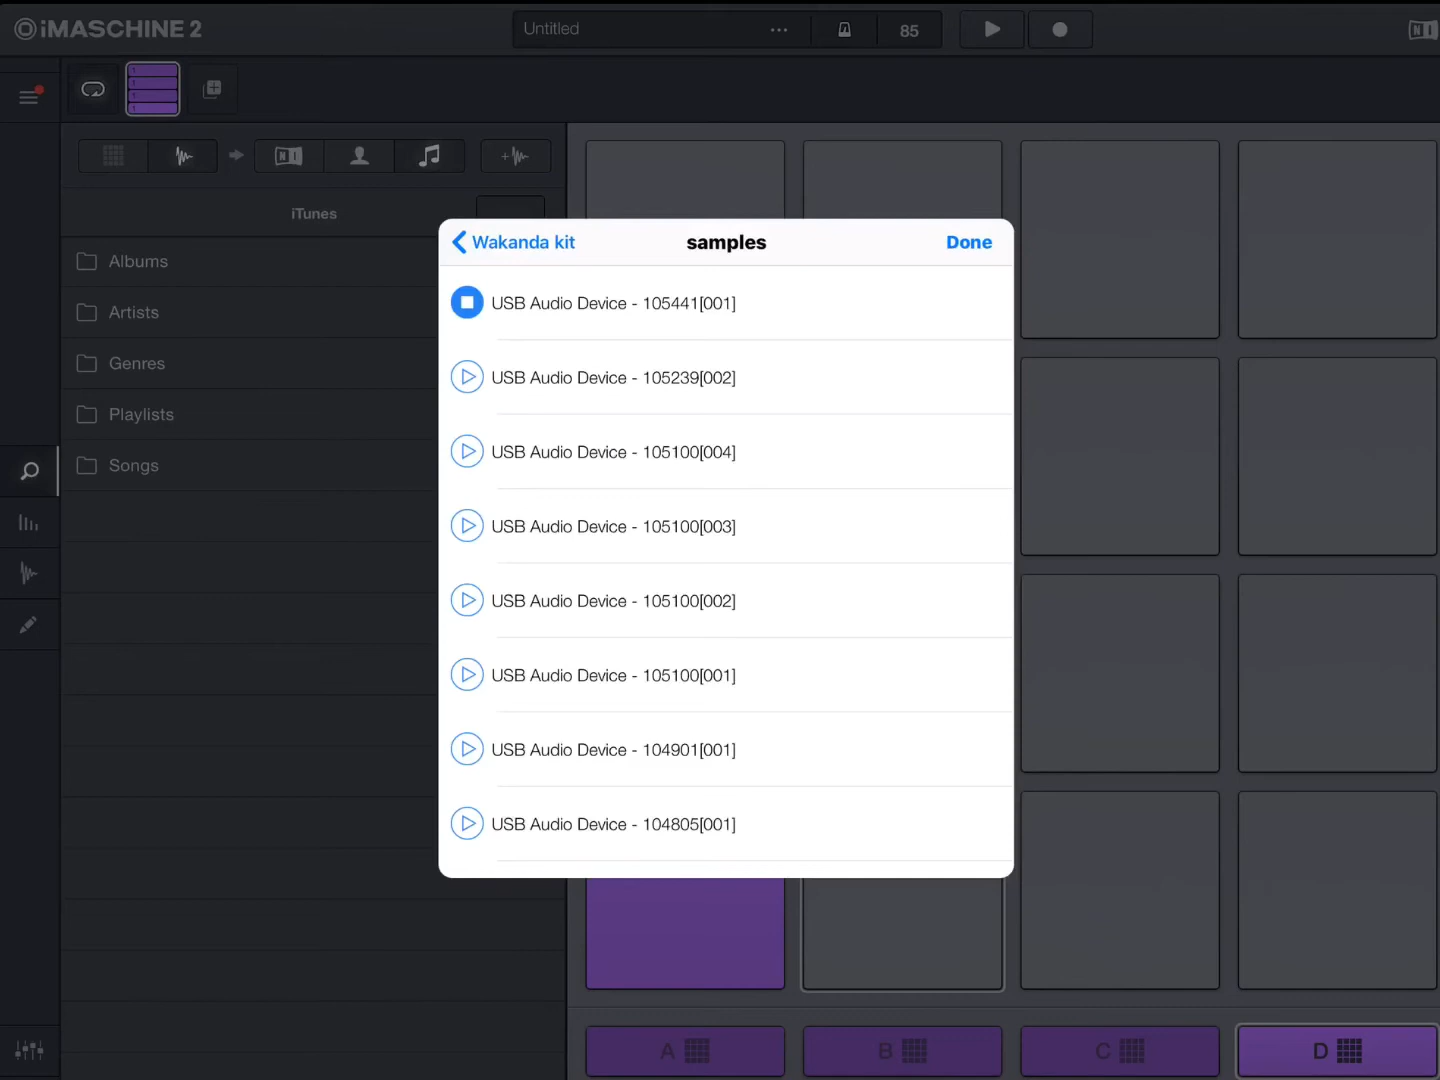 iMASCHINE 2
Untitled
...
85
NI
NI
iTunes
Albums
Artists
Genres
Playlists
Songs
Wakanda kit
samples
Done
USB Audio Device - 105441[001]
USB Audio Device - 105239[002]
USB Audio Device - 105100[004]
USB Audio Device - 105100[003]
USB Audio Device - 105100[002]
USB Audio Device - 105100[001]
USB Audio Device - 104901[001]
USB Audio Device - 104805[001]
A
B
C
D